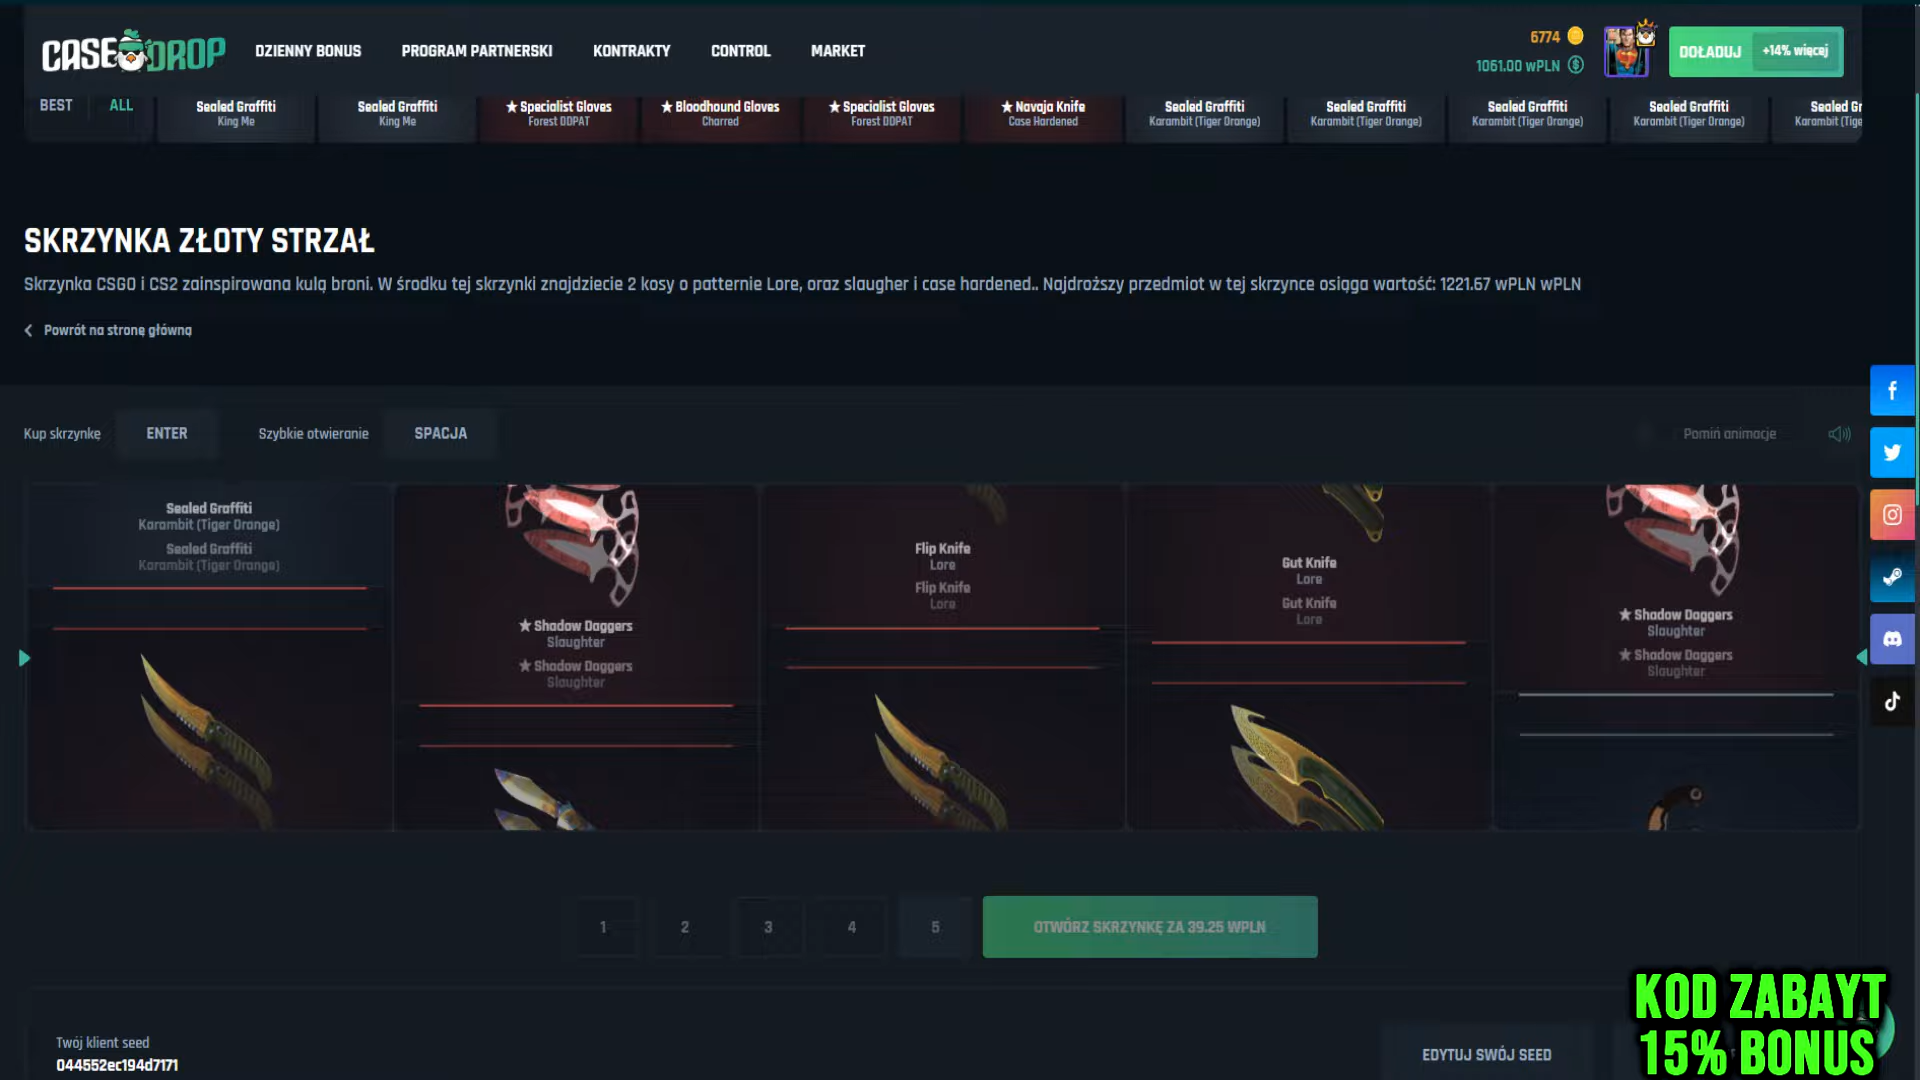 CASEDROP
DZIENNY BONUS
PROGRAM PARTNERSKI
KONTRAKTY
CONTROL
MARKET
6774
1061.00 wPLN
DOŁADUJ
+14% więcej
BEST
ALL
Sealed Graffiti
King Me
Sealed Graffiti
King Me
★ Specialist Gloves
Forest DDPAT
★ Bloodhound Gloves
Charred
★ Specialist Gloves
Forest DDPAT
★ Navaja Knife
Case Hardened
Sealed Graffiti
Karambit (Tiger Orange)
Sealed Graffiti
Karambit (Tiger Orange)
Sealed Graffiti
Karambit (Tiger Orange)
Sealed Graffiti
Karambit (Tiger Orange)
Sealed Gr
Karambit (Tige
SKRZYNKA ZŁOTY STRZAŁ
Skrzynka CSGO i CS2 zainspirowana kulą broni. W środku tej skrzynki znajdziecie 2 kosy o patternie Lore, oraz slaugher i case hardened.. Najdroższy przedmiot w tej skrzynce osiąga wartość: 1221.67 wPLN wPLN
Powrót na stronę główną
Kup skrzynkę
ENTER
Szybkie otwieranie
SPACJA
Pomiń animacje
Sealed Graffiti
Karambit (Tiger Orange)
Sealed Graffiti
Karambit (Tiger Orange)
★ Shadow Daggers
Slaughter
★ Shadow Daggers
Slaughter
Flip Knife
Lore
Flip Knife
Lore
Gut Knife
Lore
Gut Knife
Lore
★ Shadow Daggers
Slaughter
★ Shadow Daggers
Slaughter
1
2
3
4
5
OTWÓRZ SKRZYNKĘ ZA 39.25 WPLN
Twój klient seed
044552ec194d7171
EDYTUJ SWÓJ SEED
KOD ZABAYT
15% BONUS